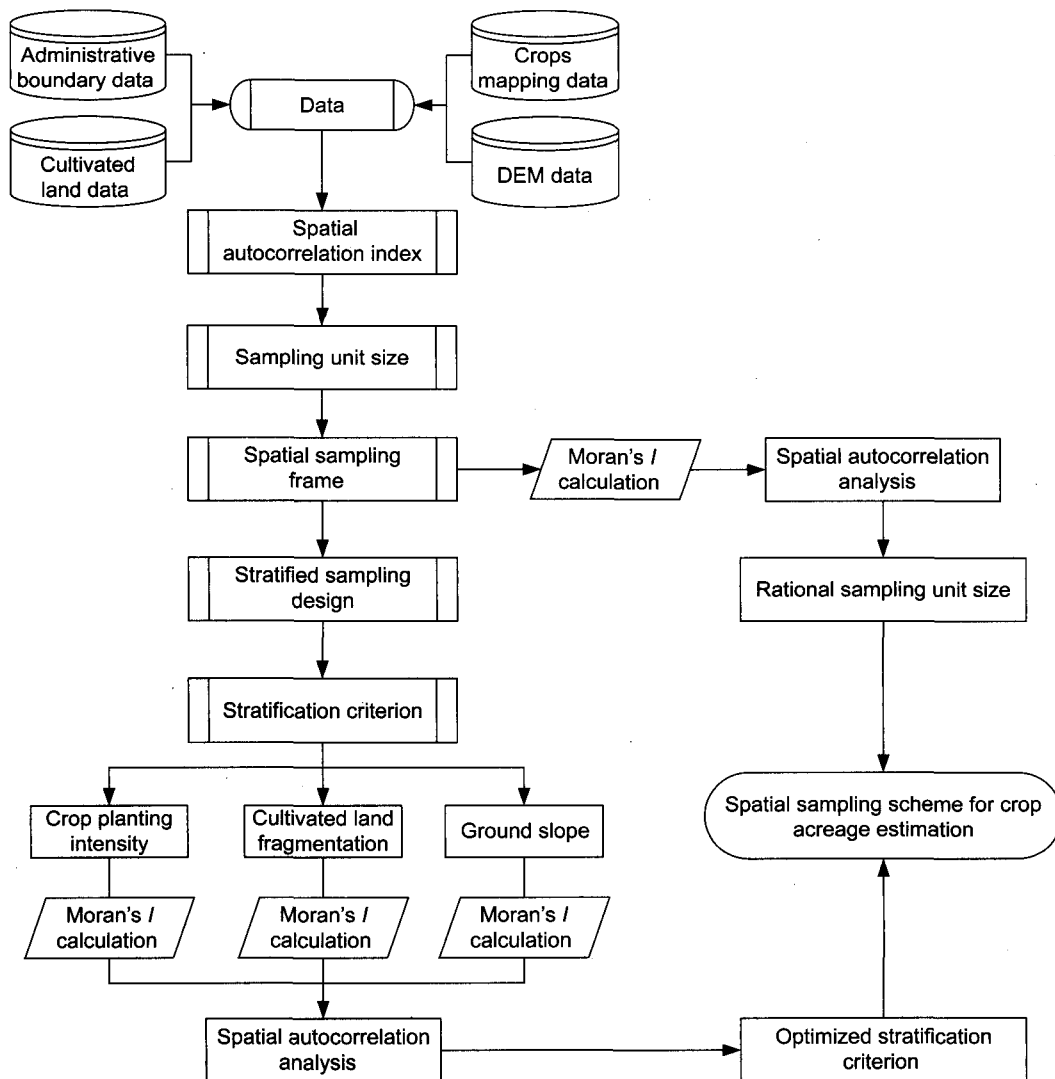 Administrative
boundary data
Crops
mapping data
Data
Cultivated
land data
DEM data
Spatial
autocorrelation index
Sampling unit size
Spatial sampling
frame
Moran's I
calculation
Spatial autocorrelation
analysis
Stratified sampling
design
Rational sampling unit size
Stratification criterion
Crop planting
intensity
Cultivated land
fragmentation
Ground slope
Spatial sampling scheme for crop
acreage estimation
Moran's I
calculation
Moran's I
calculation
Moran's I
calculation
Spatial autocorrelation
analysis
Optimized stratification
criterion